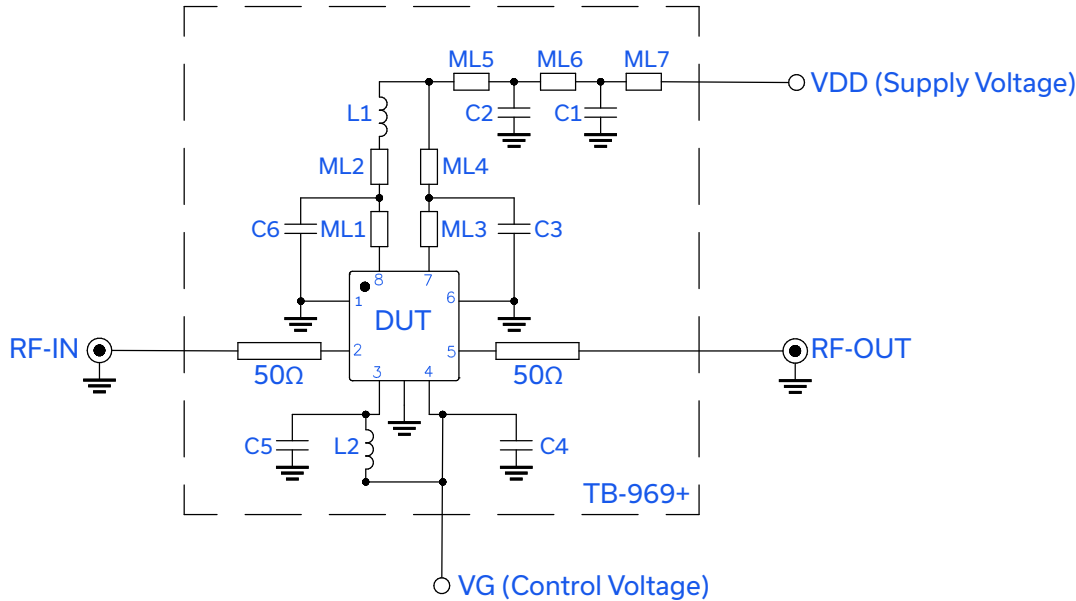 ML5
ML6
ML7
VDD (Supply Voltage)
L1
C2
C1
ML2
ML4
C6
ML1
ML3
C3
8
7
1
6
DUT
RF-IN
2
5
RF-OUT
50Ω
3
4
50Ω
C5
L2
C4
TB-969+
VG (Control Voltage)